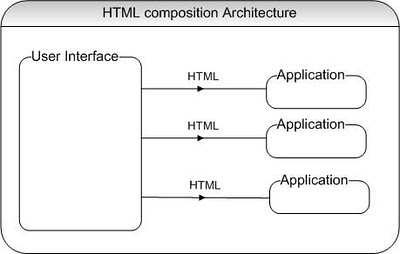 HTML composition Architecture
User Interface
HTML
Application
HTML
Application
HTML
Application